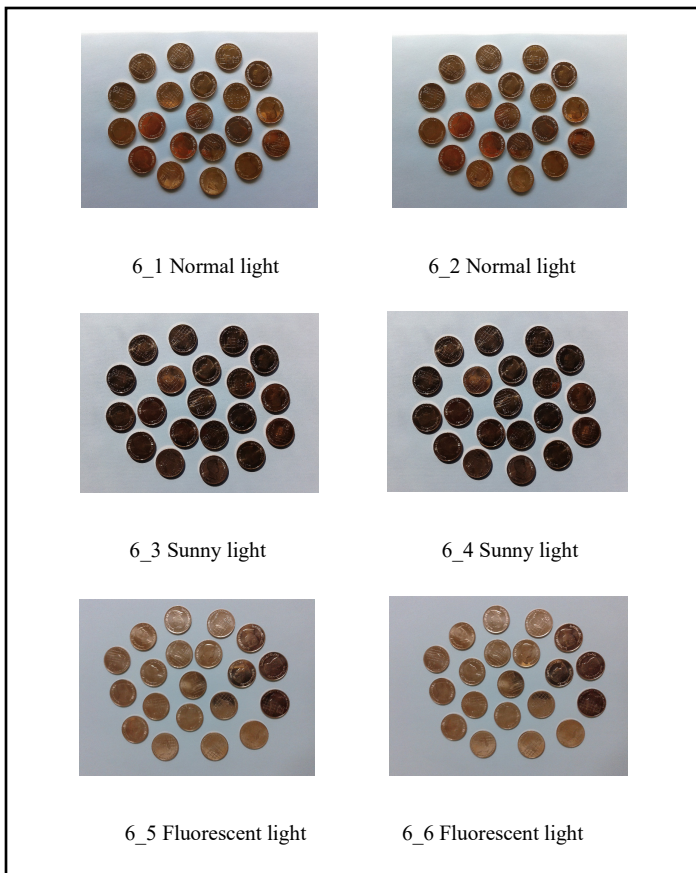 6_1 Normal light
6_2 Normal light
6_3 Sunny light
6_4 Sunny light
6_5 Fluorescent light
6_6 Fluorescent light